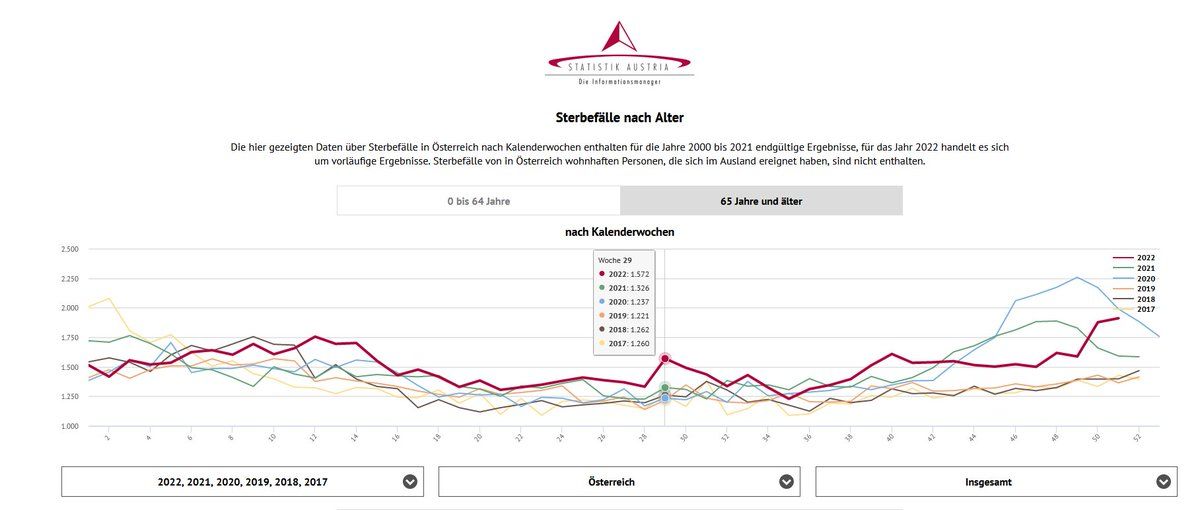 STATISTIK AUSTRIA
Die Informationsmanager
Sterbefälle nach Alter
Die hier gezeigten Daten über Sterbefälle in Österreich nach Kalenderwochen enthalten für die Jahre 2000 bis 2021 endgültige Ergebnisse, für das Jahr 2022 handelt es sich
um vorläufige Ergebnisse. Sterbefälle von in Österreich wohnhaften Personen, die sich im Ausland ereignet haben, sind nicht enthalten.
0 bis 64 Jahre
65 Jahre und älter
nach Kalenderwochen
2.500
2.250
2.000
1.750
1.500
1.250
1.000
Woche 29
2022: 1.572
2021: 1.326
2020: 1.237
2019: 1.221
2018: 1.262
2017: 1.260
2022
2021
2020
2019
2018
2017
2 4 6 8 10 12 14 16 18 20 22 24 26 28 30 32 34 36 38 40 42 44 46 48 50 52
2022, 2021, 2020, 2019, 2018, 2017
Österreich
Insgesamt